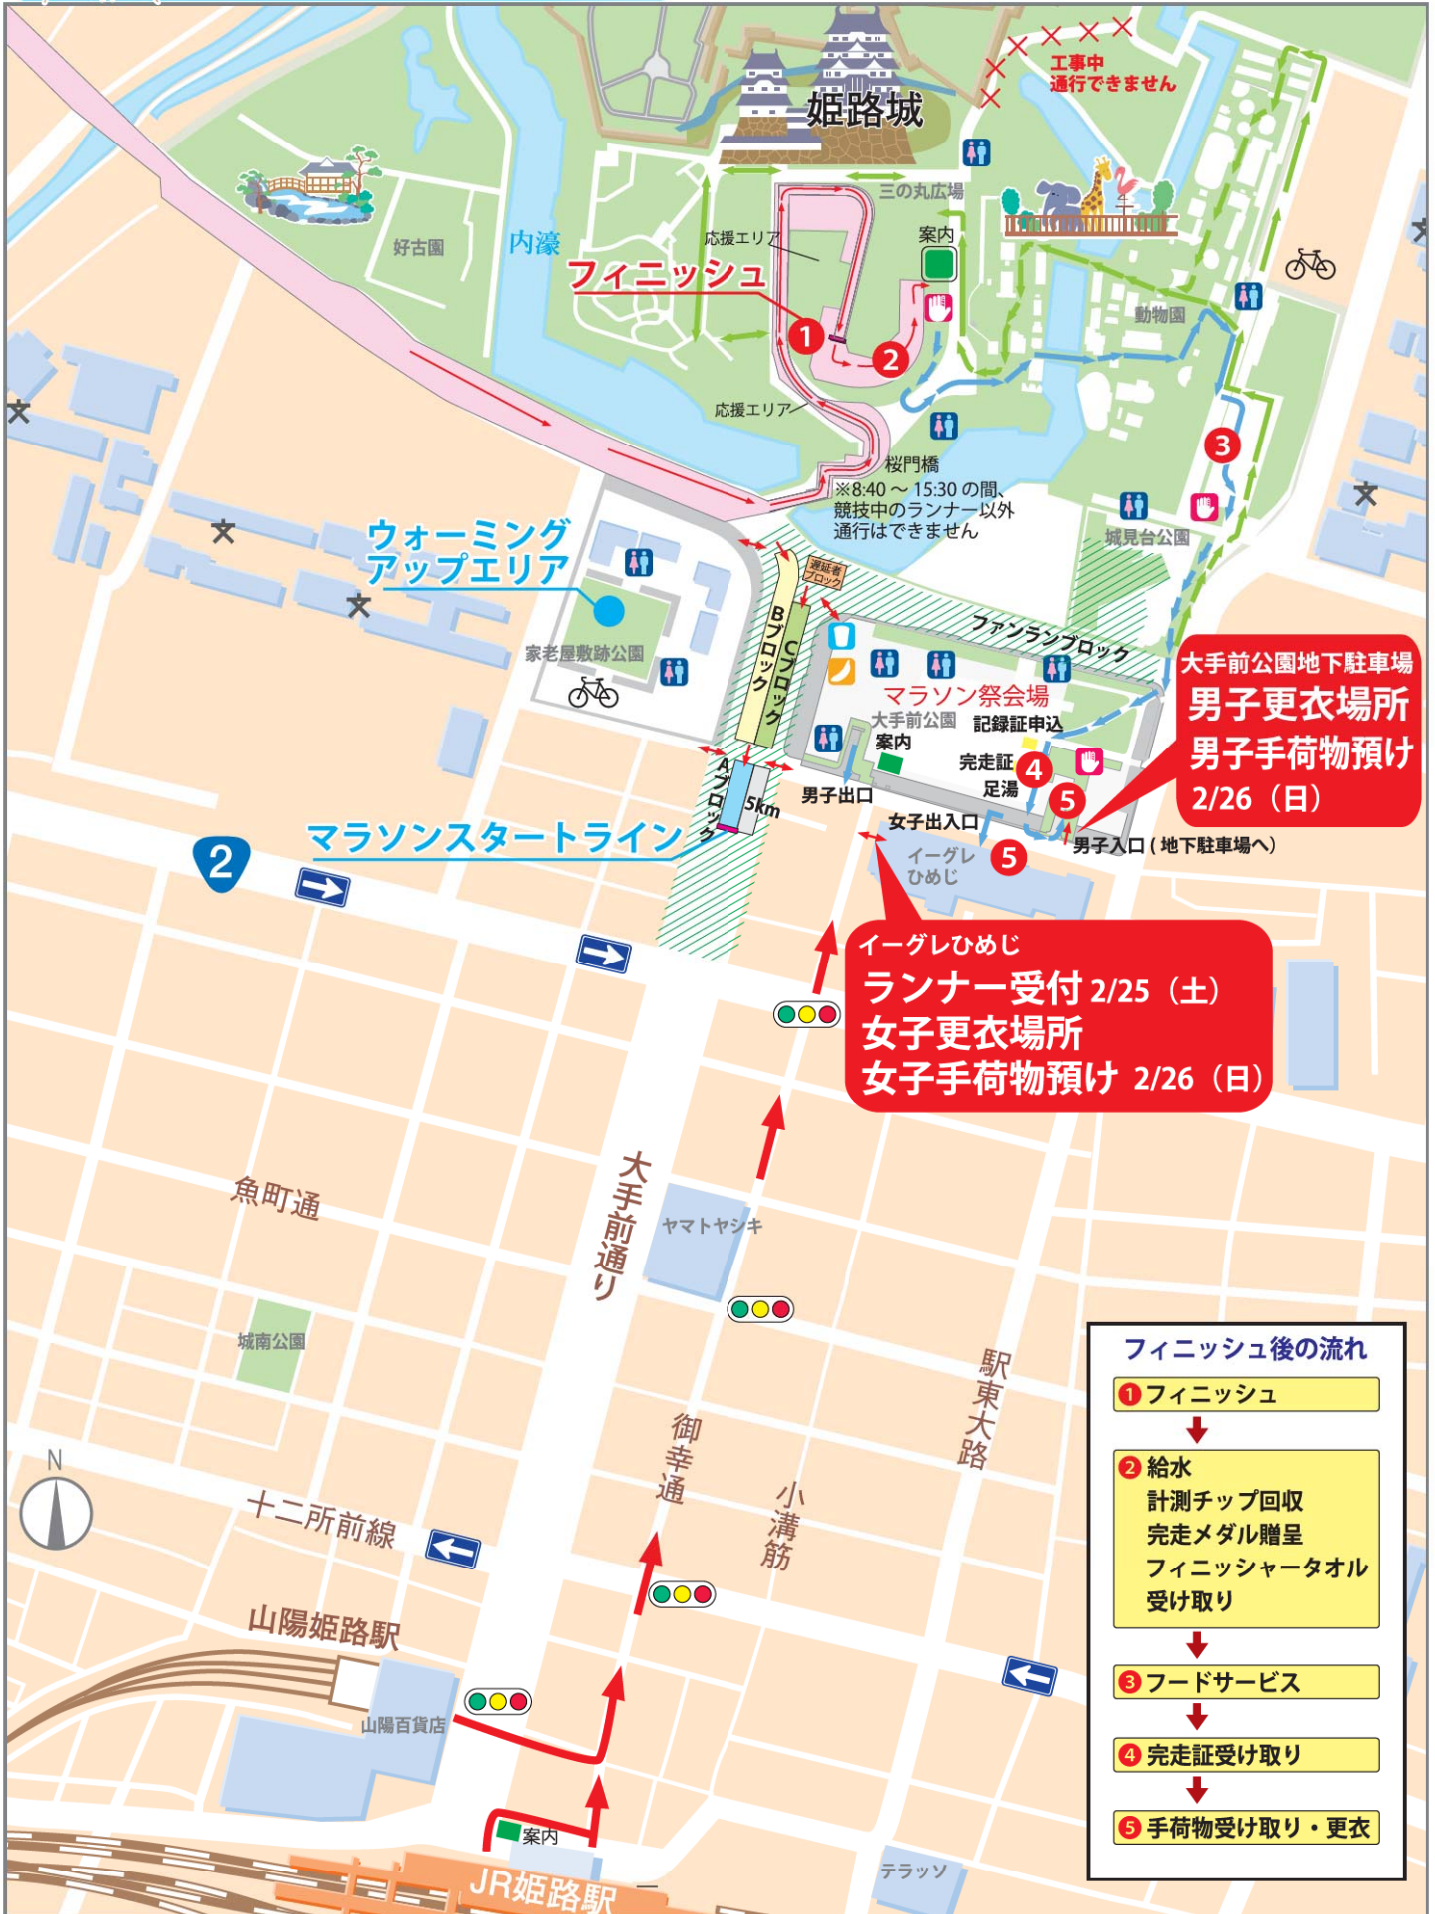 工事中
通行できません
姫路城
三の丸広場
好古園
内濠
応援エリア
案内
フィニッシュ
動物園
1
2
応援エリア
3
桜門橋
※8:40 ～ 15:30 の間、
競技中のランナー以外
通行はできません
城見台公園
ウォーミング
アップエリア
遅延者
ブロック
Bブロック
Cブロック
ファンランブロック
家老屋敷跡公園
マラソン祭会場
大手前公園
記録証申込
案内
完走証
4
足湯
5
大手前公園地下駐車場
男子更衣場所
男子手荷物預け
2/26（日）
Aブロック
5km
男子出口
女子出入口
マラソンスタートライン
男子入口 ( 地下駐車場へ)
イーグレ
ひめじ
5
2
イーグレひめじ
ランナー受付 2/25（土）
女子更衣場所
女子手荷物預け 2/26（日）
大手前通り
魚町通
ヤマトヤシキ
城南公園
駅東大路
御幸通
小溝筋
N
十二所前線
山陽姫路駅
山陽百貨店
案内
JR姫路駅
テラッソ
フィニッシュ後の流れ
1 フィニッシュ
2 給水
計測チップ回収
完走メダル贈呈
フィニッシャータオル
受け取り
3 フードサービス
4 完走証受け取り
5 手荷物受け取り・更衣